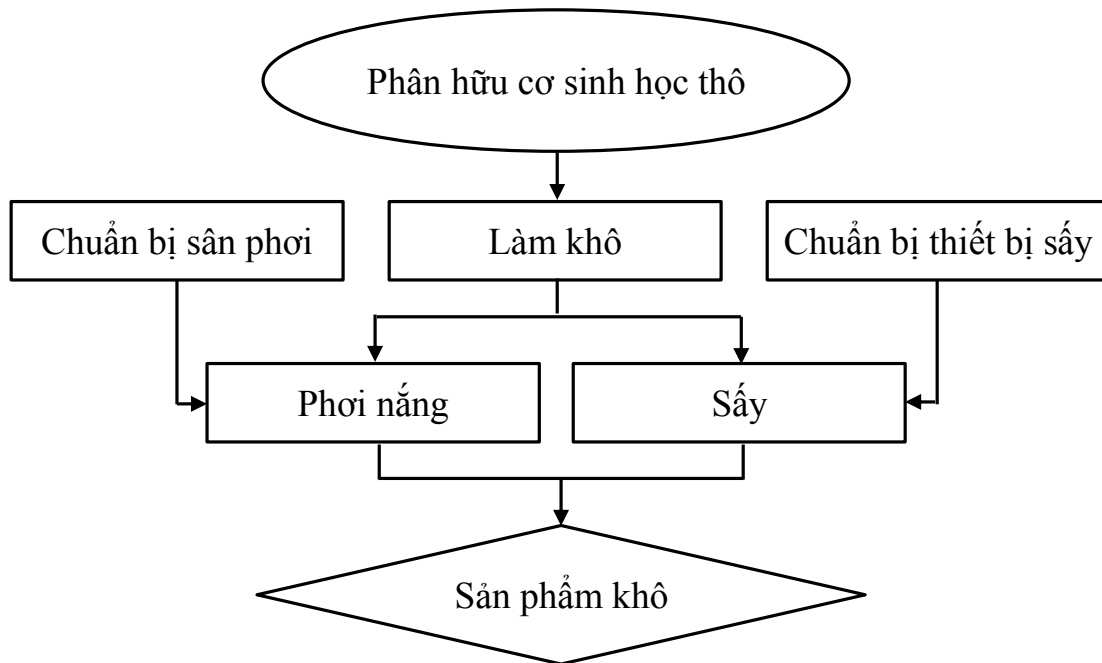 Phân hữu cơ sinh học thô
Chuẩn bị sân phơi
Làm khô
Chuẩn bị thiết bị sấy
Phơi nắng
Sấy
Sản phẩm khô